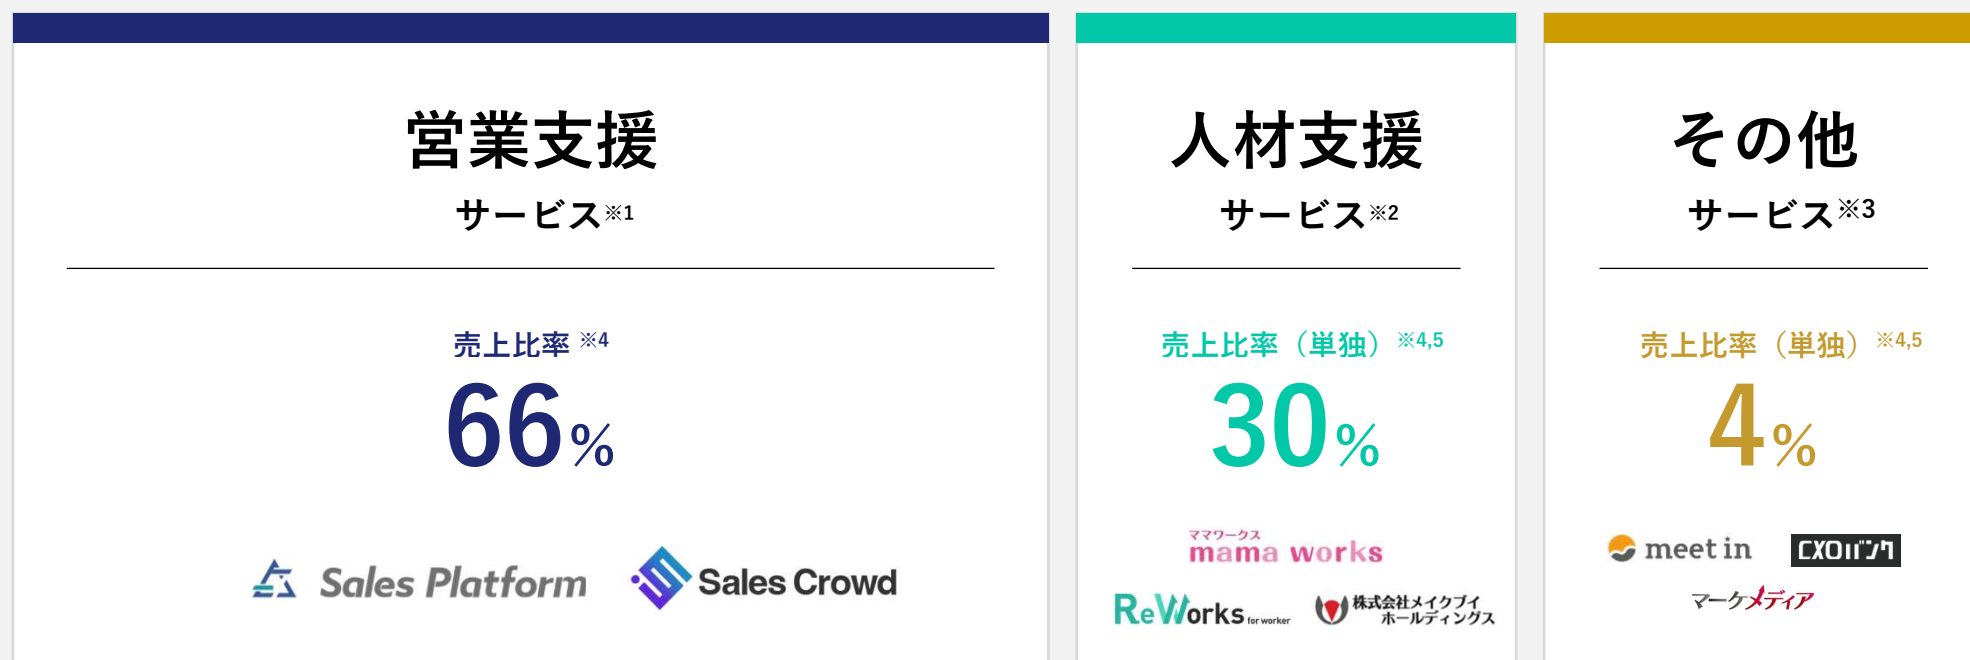 営業支援
サービス※1
売上比率 ※4
66%
Sales Platform
Sales Crowd
人材支援
サービス※2
売上比率（単独）※4,5
30%
ママワークス
mama works
ReWorks for worker
株式会社メイクブイ
ホールディングス
その他
サービス※3
売上比率（単独）※4,5
4%
meet in
CXOバンク
マーケメディア